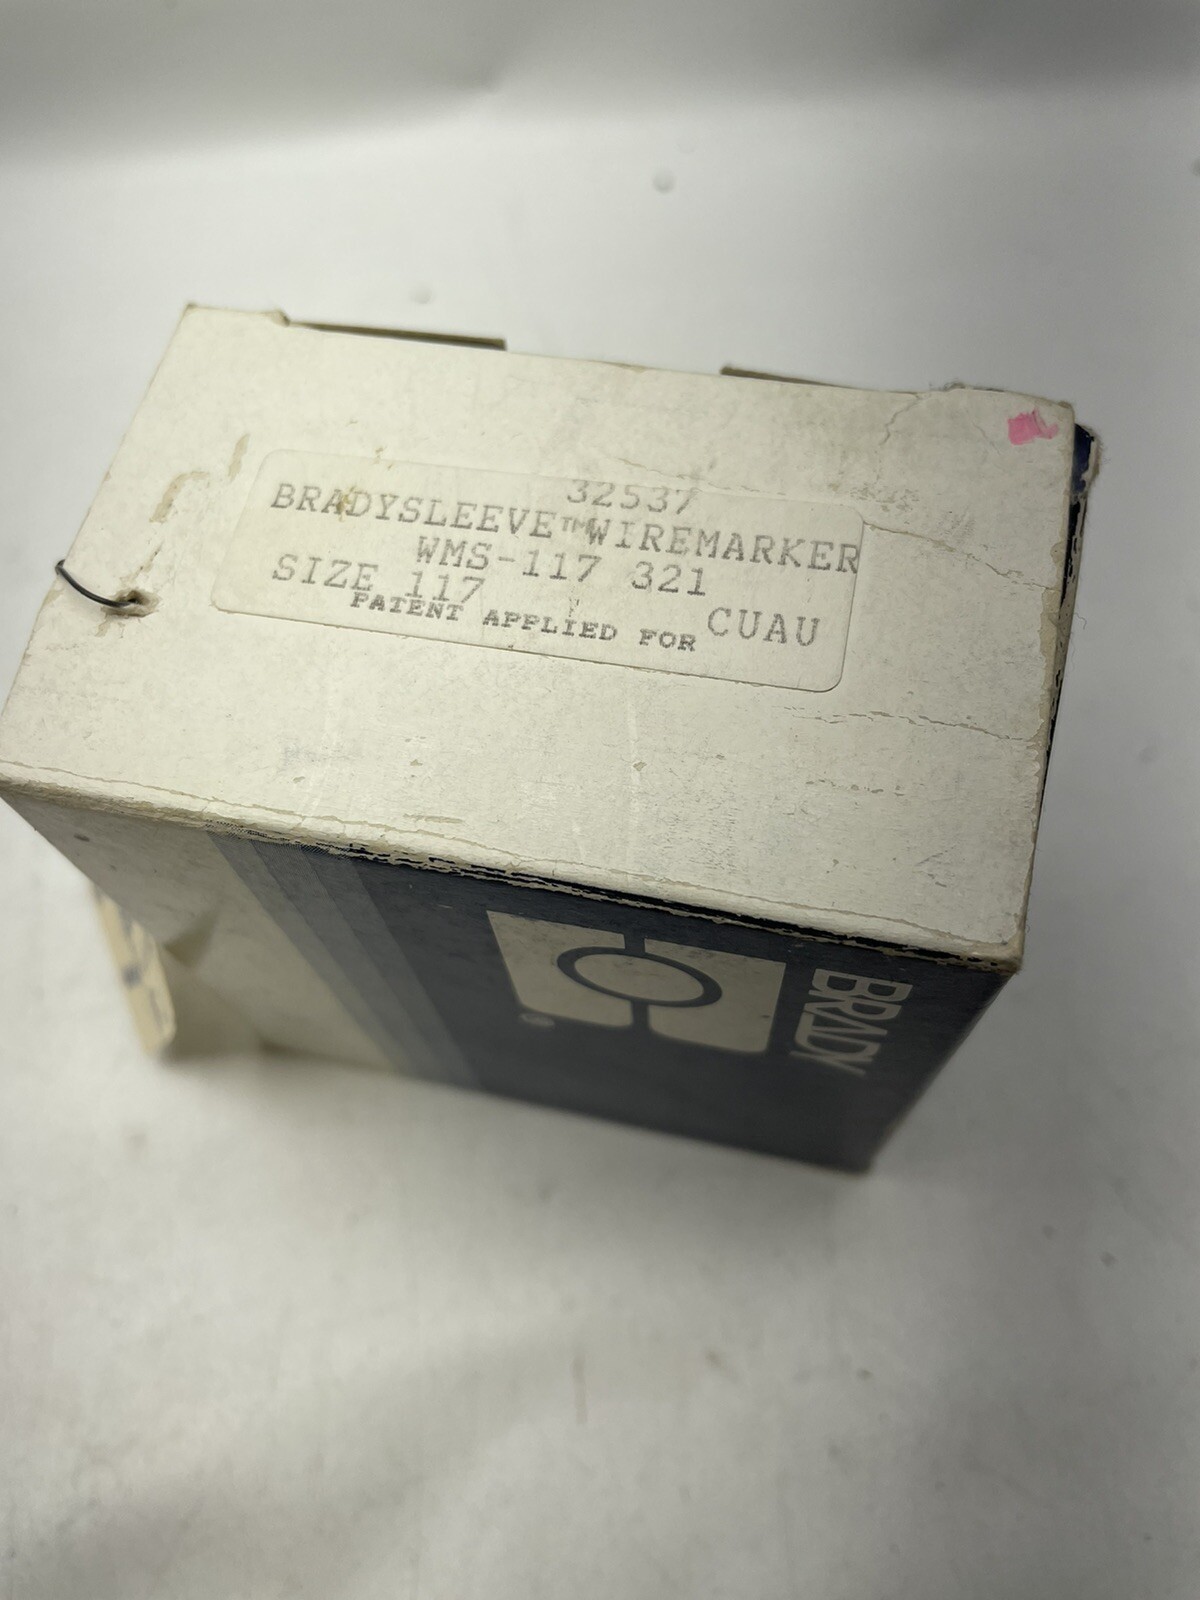 32537
BRADYSLEEVE™WIREMARKER
WMS-117 321
SIZE 117
PATENT APPLIED FOR CUAU
BRADY